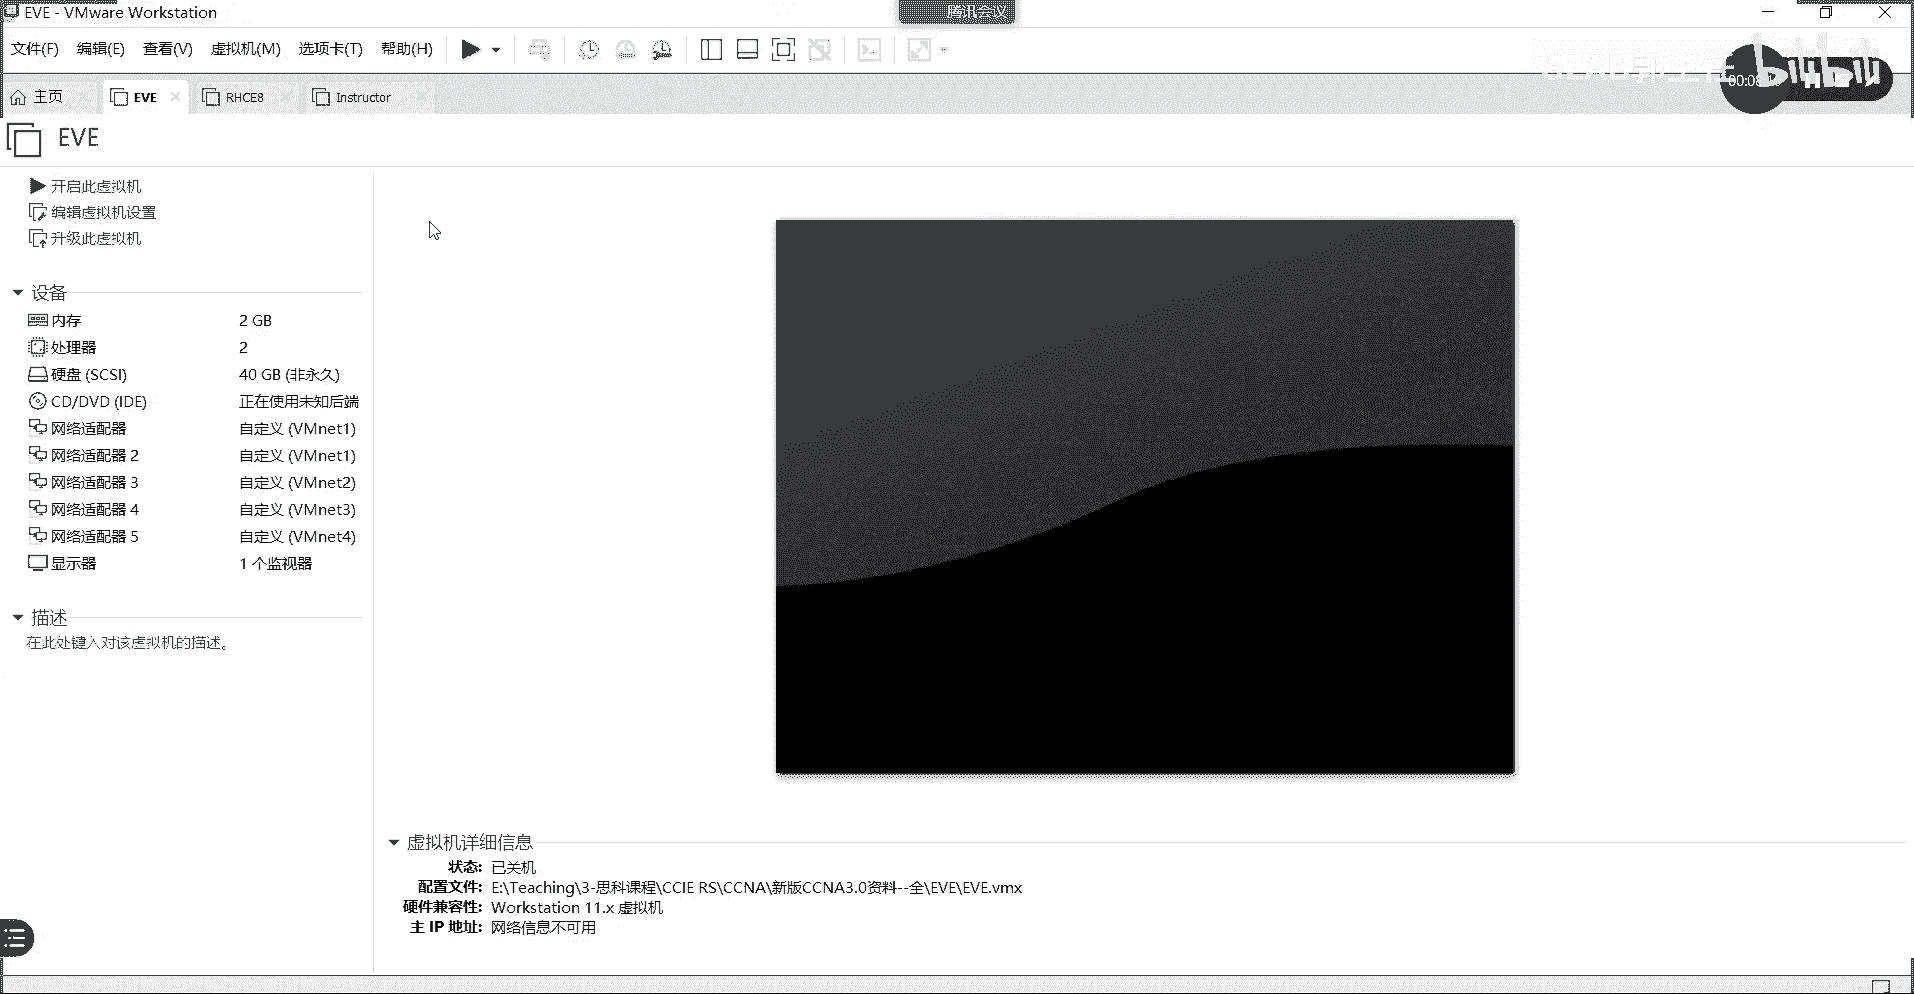 EVE - VMware Workstation
腾讯会议
文件(F) 编辑(E) 查看(V) 虚拟机(M) 选项卡(T) 帮助(H)
bilibili
主页
EVE
RHCE8
Instructor
EVE
开启此虚拟机
编辑虚拟机设置
升级此虚拟机
设备
内存 2 GB
处理器 2
硬盘 (SCSI) 40 GB (非永久)
CD/DVD (IDE) 正在使用未知后端
网络适配器 自定义 (VMnet1)
网络适配器 2 自定义 (VMnet1)
网络适配器 3 自定义 (VMnet2)
网络适配器 4 自定义 (VMnet3)
网络适配器 5 自定义 (VMnet4)
显示器 1 个监视器
描述
在此处键入对该虚拟机的描述。
虚拟机详细信息
状态: 已关机
配置文件: E:\Teaching\3-思科课程\CCIE RS\CCNA\新版CCNA3.0资料--全\EVE\EVE.vmx
硬件兼容性: Workstation 11.x 虚拟机
主 IP 地址: 网络信息不可用